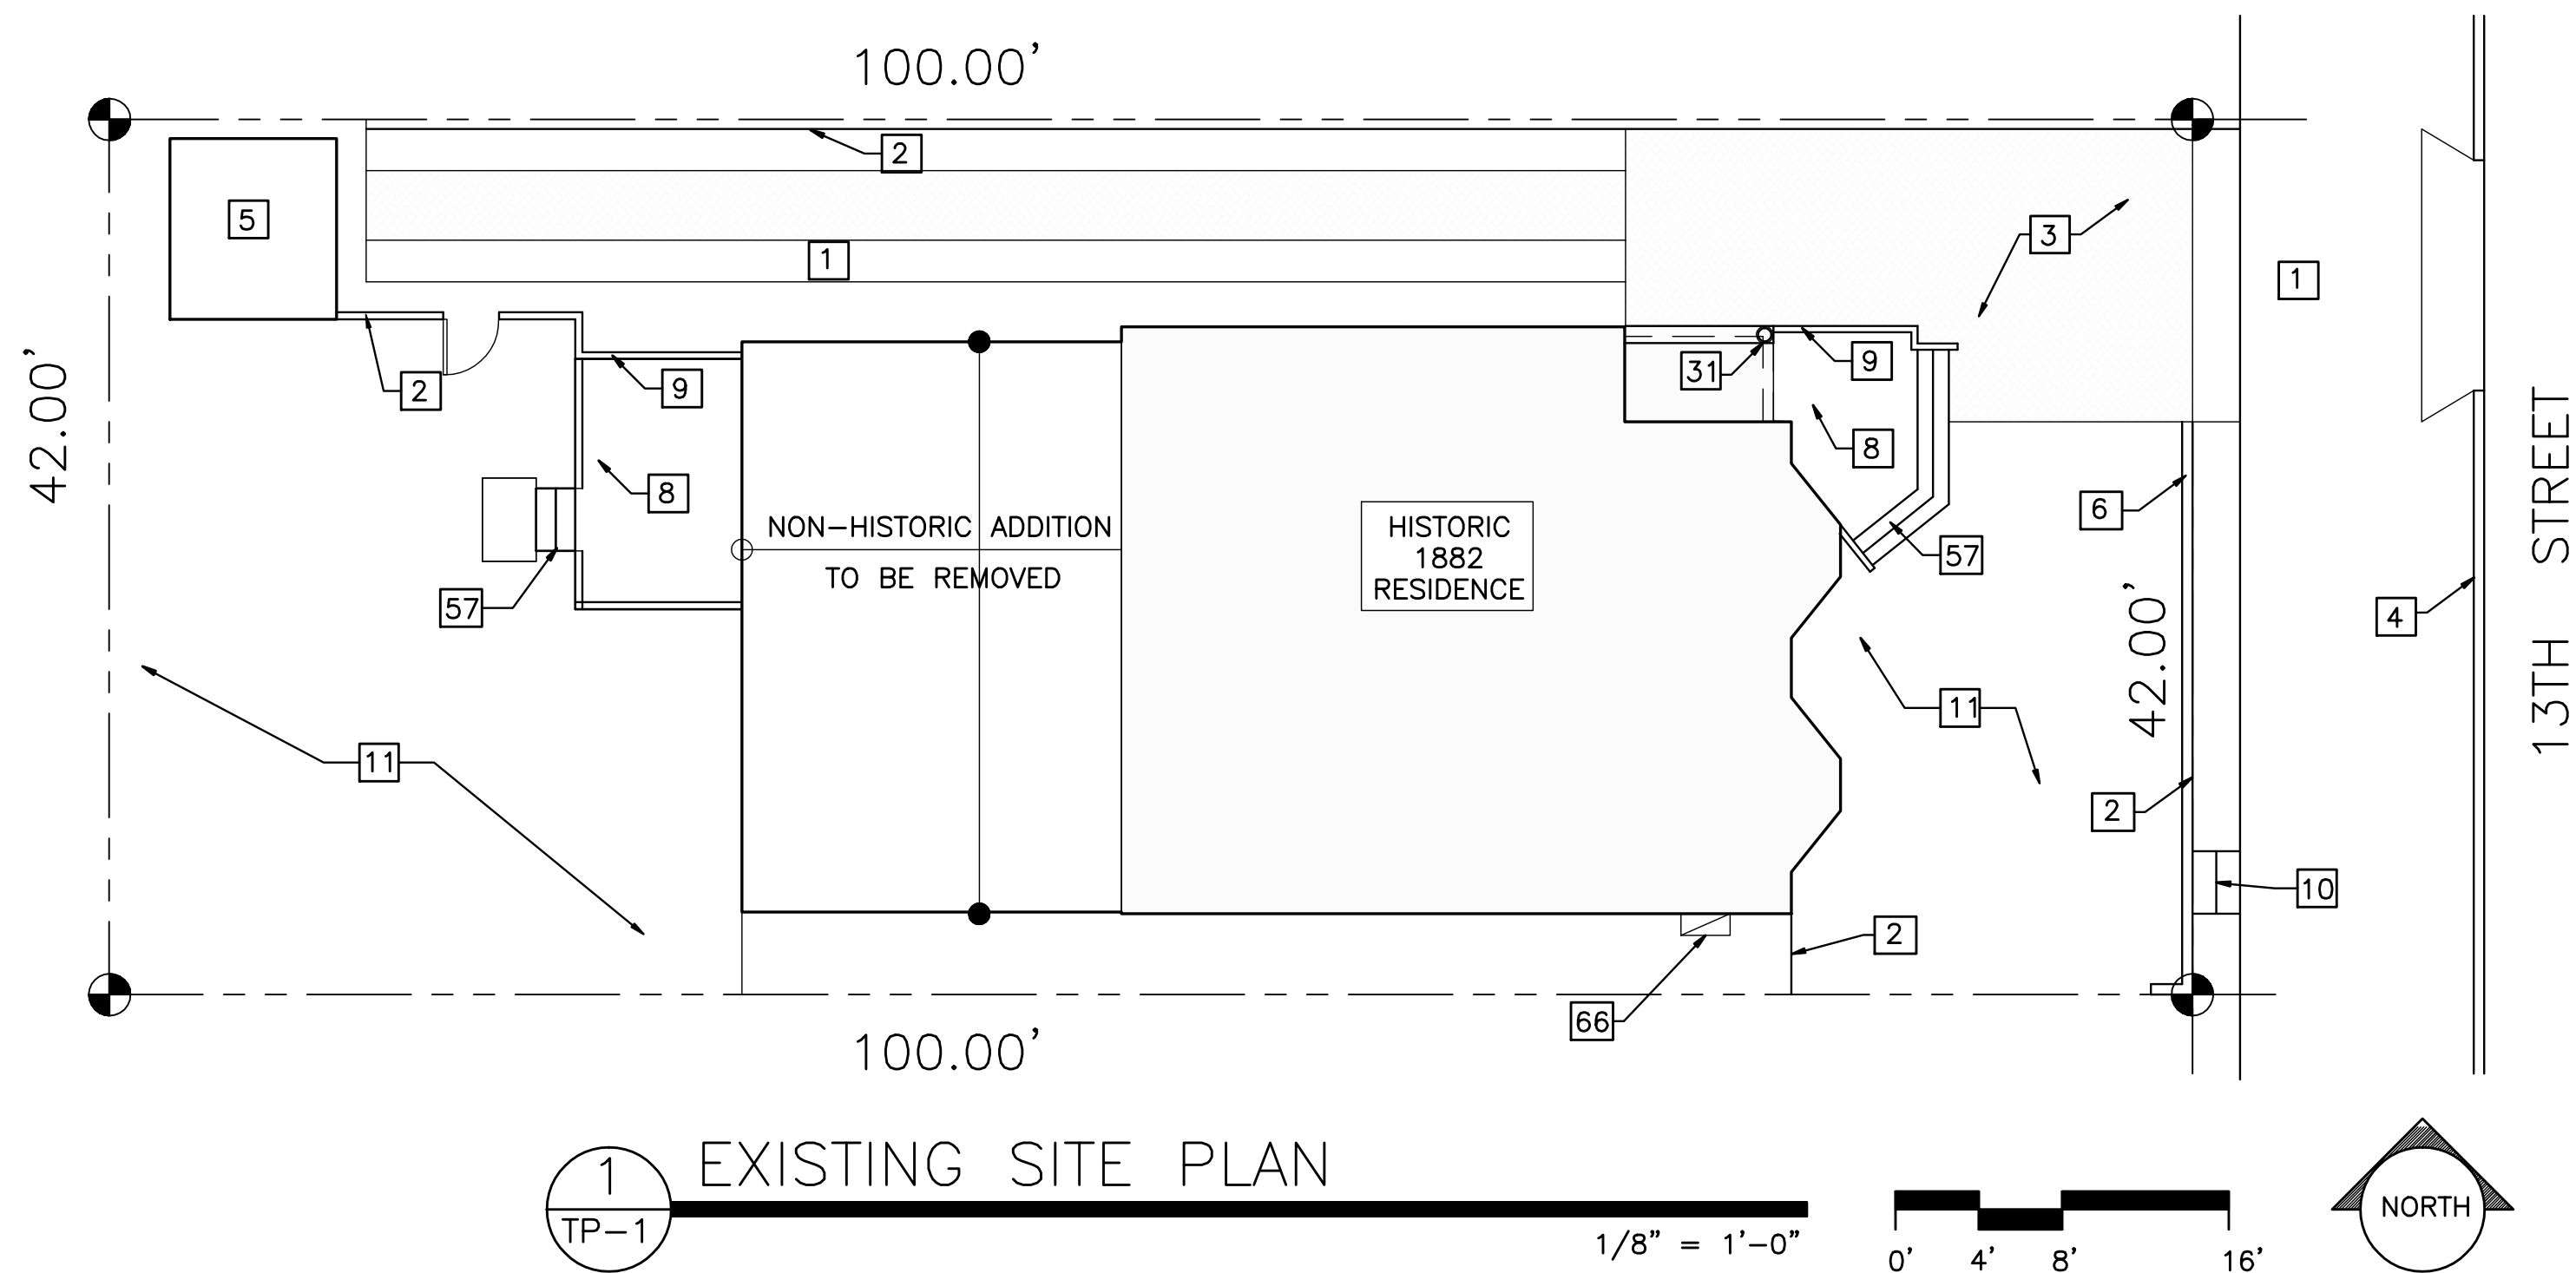 100.00'
2
5
3
1
1
31
9
2
9
42.00'
8
8
6
NON-HISTORIC ADDITION
TO BE REMOVED
HISTORIC
1882
RESIDENCE
57
57
4
13TH STREET
42.00'
11
11
2
10
2
66
100.00'
1
TP-1
EXISTING SITE PLAN
1/8" = 1'-0"
0' 4' 8' 16'
NORTH